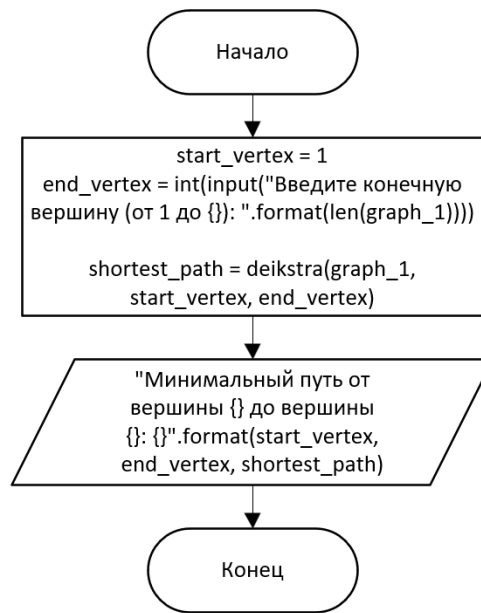 Начало
start_vertex = 1
end_vertex = int(input("Введите конечную
вершину (от 1 до {}): ".format(len(graph_1))))
shortest_path = deikstra(graph_1,
start_vertex, end_vertex)
"Минимальный путь от
вершины {} до вершины
{}: {}".format(start_vertex,
end_vertex, shortest_path)
Конец